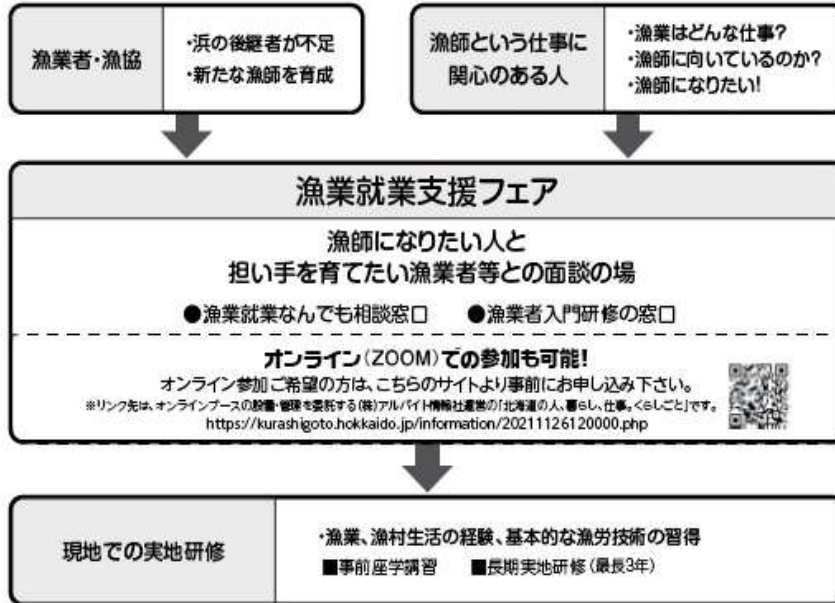 漁業者・漁協
・浜の後継者が不足
・新たな漁師を育成
漁師という仕事に
関心のある人
・漁業はどんな仕事?
・漁師に向いているのか?
・漁師になりたい!
漁業就業支援フェア
漁師になりたい人と
担い手を育てたい漁業者等との面談の場
●漁業就業なんでも相談窓口 ●漁業者入門研修の窓口
オンライン(ZOOM)での参加も可能!
オンライン参加ご希望の方は、こちらのサイトより事前にお申し込み下さい。
※リンク先は、オンラインブースの設置・管理を委託する(株)アルバイト情報社運営の「北海道の人、暮らし、仕事。くらしごと」です。
https://kurashigoto.hokkaido.jp/information/20211126120000.php
現地での実地研修
・漁業、漁村生活の経験、基本的な漁労技術の習得
■事前座学講習 ■長期実地研修(最長3年)